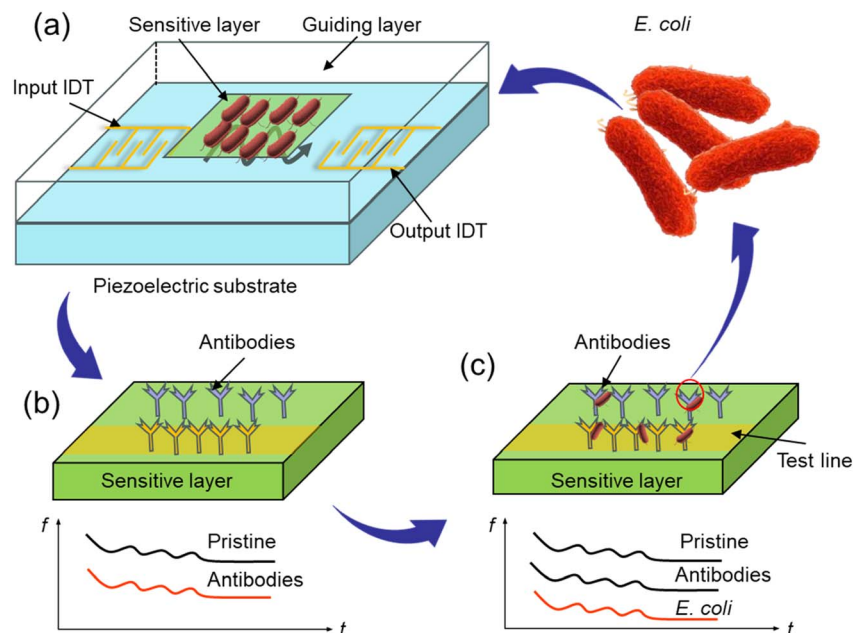 (a)
Sensitive layer
Guiding layer
E. coli
Input IDT
Output IDT
Piezoelectric substrate
(b)
Antibodies
Sensitive layer
f
Pristine
Antibodies
t
(c)
Antibodies
Test line
Sensitive layer
f
Pristine
Antibodies
E. coli
t